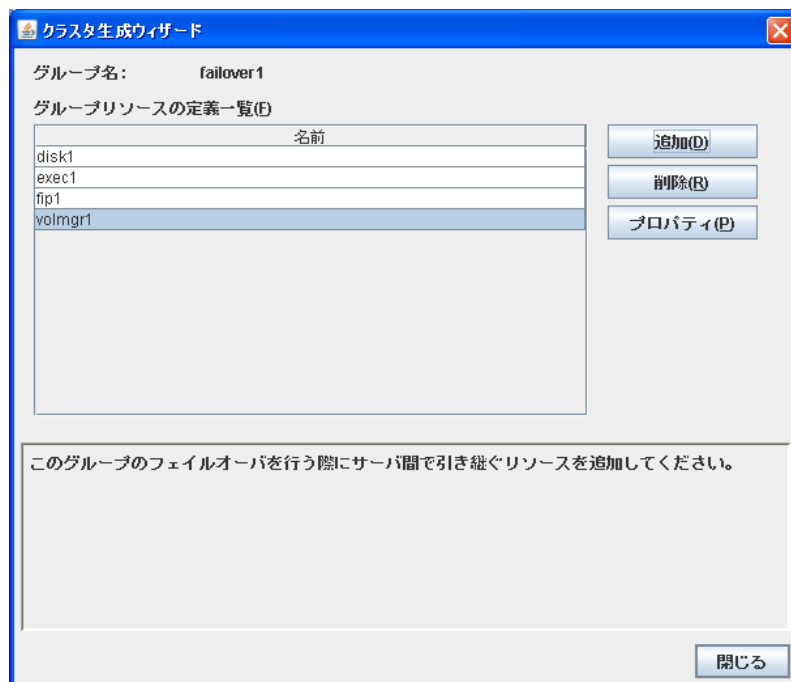 クラスタ生成ウィザード
グループ名: failover1
グループリソースの定義一覧(F)
名前
disk1
exec1
fip1
volmgr1
追加(D)
削除(R)
プロパティ(P)
このグループのフェイルオーバを行う際にサーバ間で引き継ぐリソースを追加してください。
閉じる